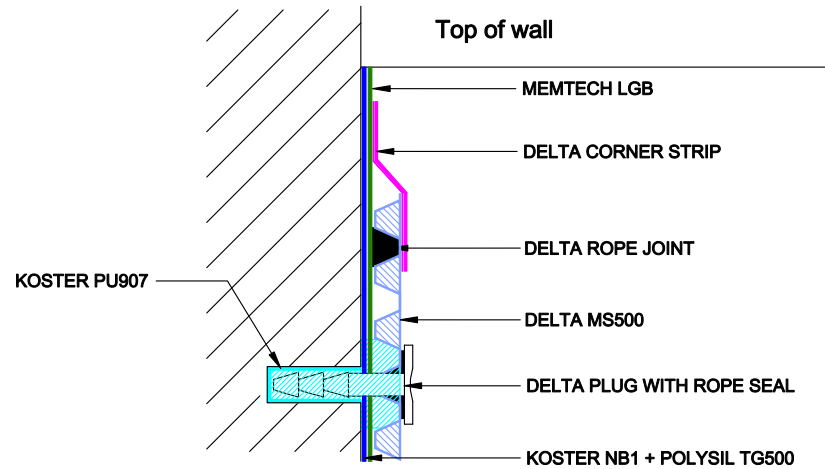 Top of wall
MEMTECH LGB
DELTA CORNER STRIP
DELTA ROPE JOINT
KOSTER PU907
DELTA MS500
DELTA PLUG WITH ROPE SEAL
KOSTER NB1 + POLYSIL TG500